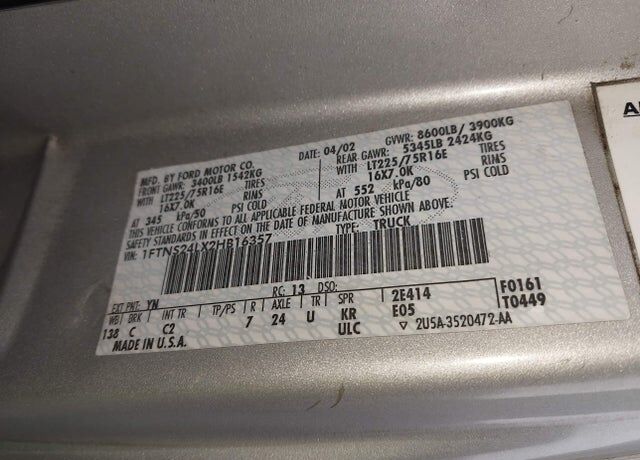 MFD. BY FORD MOTOR CO.
DATE: 04/02
GVWR: 8600LB/ 3900KG
FRONT GAWR: 3400LB 1542KG
REAR GAWR: 5345LB 2424KG
WITH LT225/75R16E TIRES
WITH LT225/75R16E TIRES
16X7.0K RIMS
16X7.0K RIMS
AT 345 kPa/50 PSI COLD
AT 552 kPa/80 PSI COLD
THIS VEHICLE CONFORMS TO ALL APPLICABLE FEDERAL MOTOR VEHICLE
SAFETY STANDARDS IN EFFECT ON THE DATE OF MANUFACTURE SHOWN ABOVE.
VIN: 1FTNS24LX2HB16357
TYPE: TRUCK
EXT PNT: YN RC: 13 DSO:
WB BRK INT TR TP/PS R AXLE TR SPR 2E414 F0161
138 C C2 7 24 U KR E05 T0449
ULC ▽ 2U5A-3520472-AA
MADE IN U.S.A.